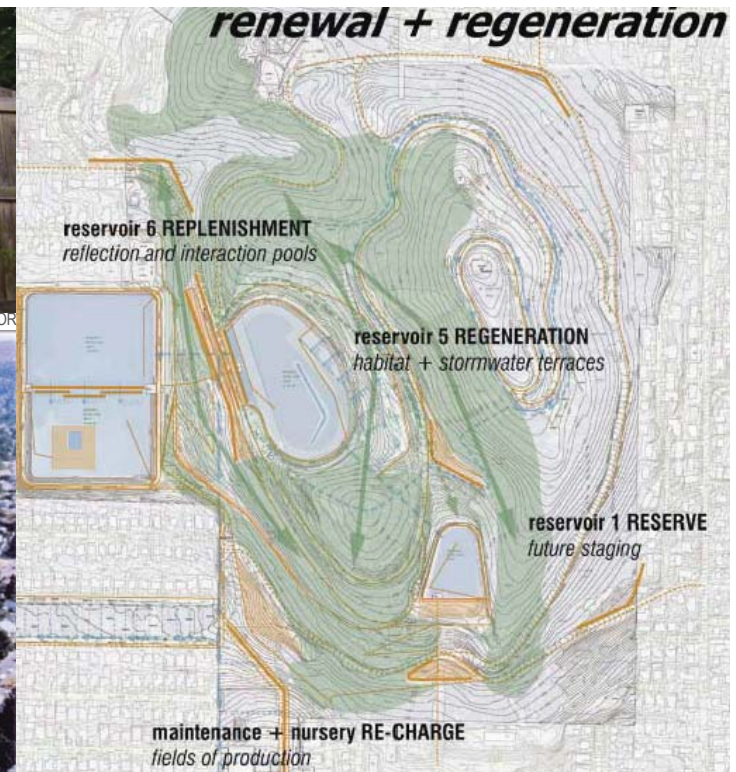 renewal + regeneration
reservoir 6 REPLENISHMENT
reflection and interaction pools
OR
reservoir 5 REGENERATION
habitat + stormwater terraces
reservoir 1 RESERVE
future staging
maintenance + nursery RE-CHARGE
fields of production